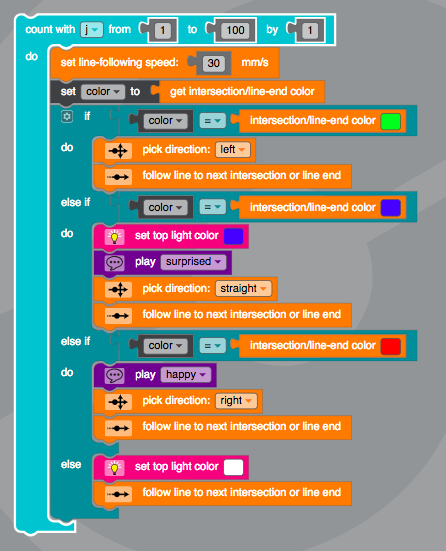 count with j from 1 to 100 by 1
do set line-following speed: 30 mm/s
set color to get intersection/line-end color
if color = intersection/line-end color
do pick direction: left
follow line to next intersection or line end
else if color = intersection/line-end color
do set top light color
play surprised
pick direction: straight
follow line to next intersection or line end
else if color = intersection/line-end color
do play happy
pick direction: right
follow line to next intersection or line end
else set top light color
follow line to next intersection or line end